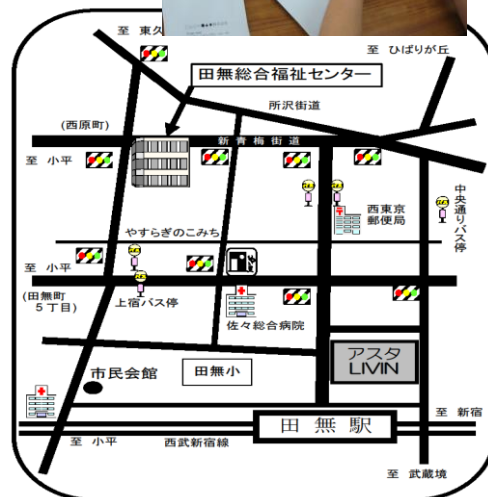 至 東久
至 ひばりが丘
田無総合福祉センター
所沢街道
(西原町)
新青梅街道
至 小平
西東京
郵便局
中央通りバス停
やすらぎのこみち
至 小平
(田無町
5丁目)
上宿バス停
佐々総合病院
アスタ
LIVIN
市民会館
田無小
田無駅
至 新宿
至 小平
西武新宿線
至 武蔵境